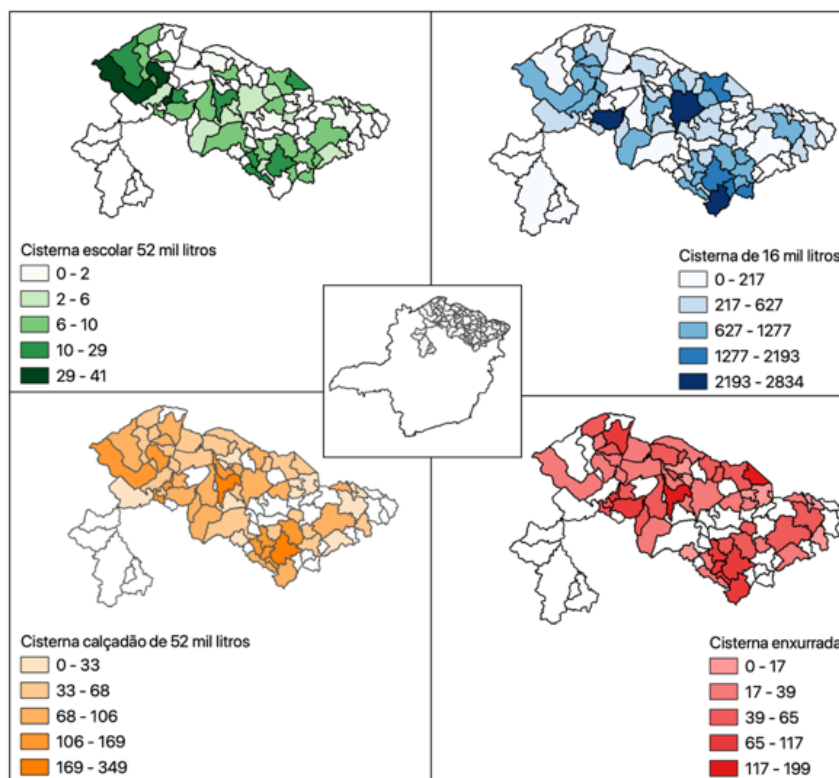 Cisterna escolar 52 mil litros
0 - 2
2 - 6
6 - 10
10 - 29
29 - 41
Cisterna de 16 mil litros
0 - 217
217 - 627
627 - 1277
1277 - 2193
2193 - 2834
Cisterna calçadão de 52 mil litros
0 - 33
33 - 68
68 - 106
106 - 169
169 - 349
Cisterna enxurrada
0 - 17
17 - 39
39 - 65
65 - 117
117 - 199